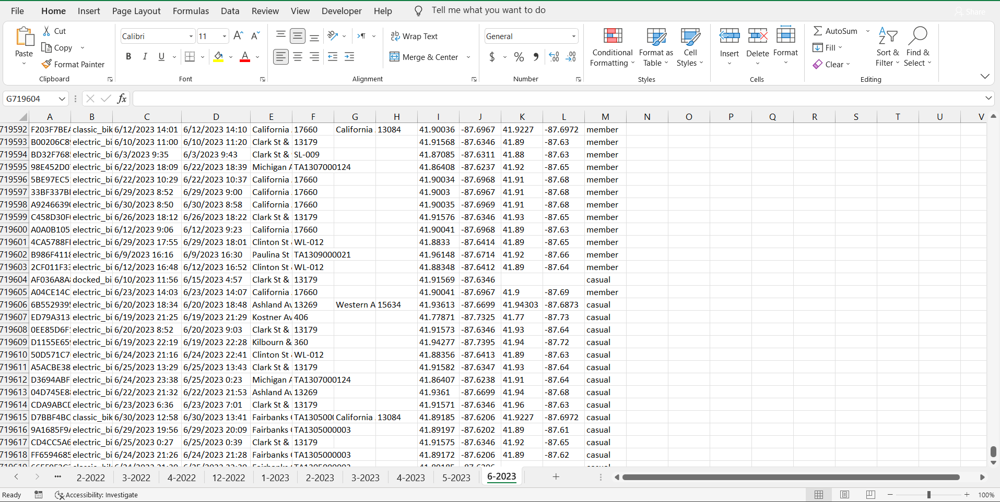 File Home Insert Page Layout Formulas Data Review View Developer Help Tell me what you want to do Share
Paste Cut Copy Format Painter Clipboard
Calibri 11 B I U A Font
Wrap Text Merge & Center Alignment
General $ % Number
Conditional Formatting Format as Table Cell Styles Styles
Insert Delete Format Cells
AutoSum Fill Clear Sort & Filter Find & Select Editing
G719604 fx
A B C D E F G H I J K L M N O P Q R S T U V
719592 F203F7BEA classic_bik 6/12/2023 14:01 6/12/2023 14:10 California 17660 California 13084 41.90036 -87.6967 41.9227 -87.6972 member
719593 B00206C89 electric_bi 6/10/2023 11:00 6/10/2023 11:20 Clark St & 13179 41.91568 -87.6346 41.89 -87.63 member
719594 BD32F7685 electric_bi 6/3/2023 9:35 6/3/2023 9:43 Clark St & SL-009 41.87085 -87.6311 41.88 -87.63 member
719595 98E452D07 electric_bi 6/22/2023 18:09 6/22/2023 18:39 Michigan A TA1307000124 41.86408 -87.6237 41.92 -87.65 member
719596 5BE97EC5 electric_bi 6/22/2023 10:29 6/22/2023 10:37 California 17660 41.90034 -87.6968 41.91 -87.68 member
719597 33BF337B electric_bi 6/29/2023 8:52 6/29/2023 9:00 California 17660 41.9003 -87.6967 41.91 -87.68 member
719598 A9246639 electric_bi 6/30/2023 8:50 6/30/2023 8:58 California 17660 41.90035 -87.6969 41.91 -87.68 member
719599 C458D30F electric_bi 6/26/2023 18:12 6/26/2023 18:22 Clark St & 13179 41.91576 -87.6346 41.93 -87.65 member
719600 A0A0B105 electric_bi 6/12/2023 9:06 6/12/2023 9:23 California 17660 41.90041 -87.6968 41.89 -87.63 member
719601 4CA5788F electric_bi 6/29/2023 17:55 6/29/2023 18:01 Clinton St WL-012 41.8833 -87.6414 41.89 -87.65 member
719602 B986F4118 electric_bi 6/9/2023 16:16 6/9/2023 16:30 Paulina St TA1309000021 41.96148 -87.6714 41.92 -87.66 member
719603 2CF011F33 electric_bi 6/12/2023 16:48 6/12/2023 16:52 Clinton St WL-012 41.88348 -87.6412 41.89 -87.64 member
719604 AF036A8A docked_bi 6/10/2023 11:56 6/15/2023 4:57 Clark St & 13179 41.91569 -87.6346 casual
719605 A04CE14C electric_bi 6/23/2023 14:03 6/23/2023 14:07 California 17660 41.90041 -87.6967 41.9 -87.69 member
719606 6B5529395 electric_bi 6/20/2023 18:34 6/20/2023 18:48 Ashland Av 13269 Western A 15634 41.93613 -87.6699 41.94303 -87.6873 casual
719607 ED79A313 electric_bi 6/19/2023 21:25 6/19/2023 21:29 Kostner Av 406 41.77871 -87.7325 41.77 -87.73 casual
719608 0EE85D6F electric_bi 6/20/2023 8:52 6/20/2023 9:03 Clark St & 13179 41.91573 -87.6346 41.93 -87.64 casual
719609 D1155E659 electric_bi 6/19/2023 22:19 6/19/2023 22:28 Kilbourn & 360 41.94277 -87.7395 41.94 -87.72 casual
719610 50D571C7 electric_bi 6/24/2023 21:16 6/24/2023 22:41 Clinton St WL-012 41.88356 -87.6413 41.89 -87.63 casual
719611 A5ACBE38 electric_bi 6/25/2023 13:29 6/25/2023 13:43 Clark St & 13179 41.91582 -87.6347 41.93 -87.64 casual
719612 D3694ABF electric_bi 6/24/2023 23:38 6/25/2023 0:23 Michigan A TA1307000124 41.86407 -87.6238 41.91 -87.64 casual
719613 04D745E8 electric_bi 6/22/2023 21:32 6/22/2023 21:53 Ashland Av 13269 41.9361 -87.6699 41.94 -87.68 casual
719614 CDA9ABCD electric_bi 6/23/2023 6:36 6/23/2023 7:01 Clark St & 13179 41.91571 -87.6346 41.96 -87.63 casual
719615 D7BBF4BC classic_bik 6/30/2023 12:58 6/30/2023 13:41 Fairbanks TA130500 California 13084 41.89185 -87.6206 41.9227 -87.6972 casual
719616 9A1685F9A electric_bi 6/29/2023 19:56 6/29/2023 20:09 Fairbanks TA1305000003 41.89197 -87.6202 41.89 -87.61 casual
719617 CD4CC5A6 electric_bi 6/25/2023 0:27 6/25/2023 0:39 Clark St & 13179 41.91575 -87.6346 41.92 -87.65 casual
719618 FF6594685 electric_bi 6/24/2023 21:26 6/24/2023 21:28 Fairbanks TA1305000003 41.89172 -87.6206 41.89 -87.62 casual
2-2022 3-2022 4-2022 12-2022 1-2023 2-2023 3-2023 4-2023 5-2023 6-2023
Ready Accessibility: Investigate 100%